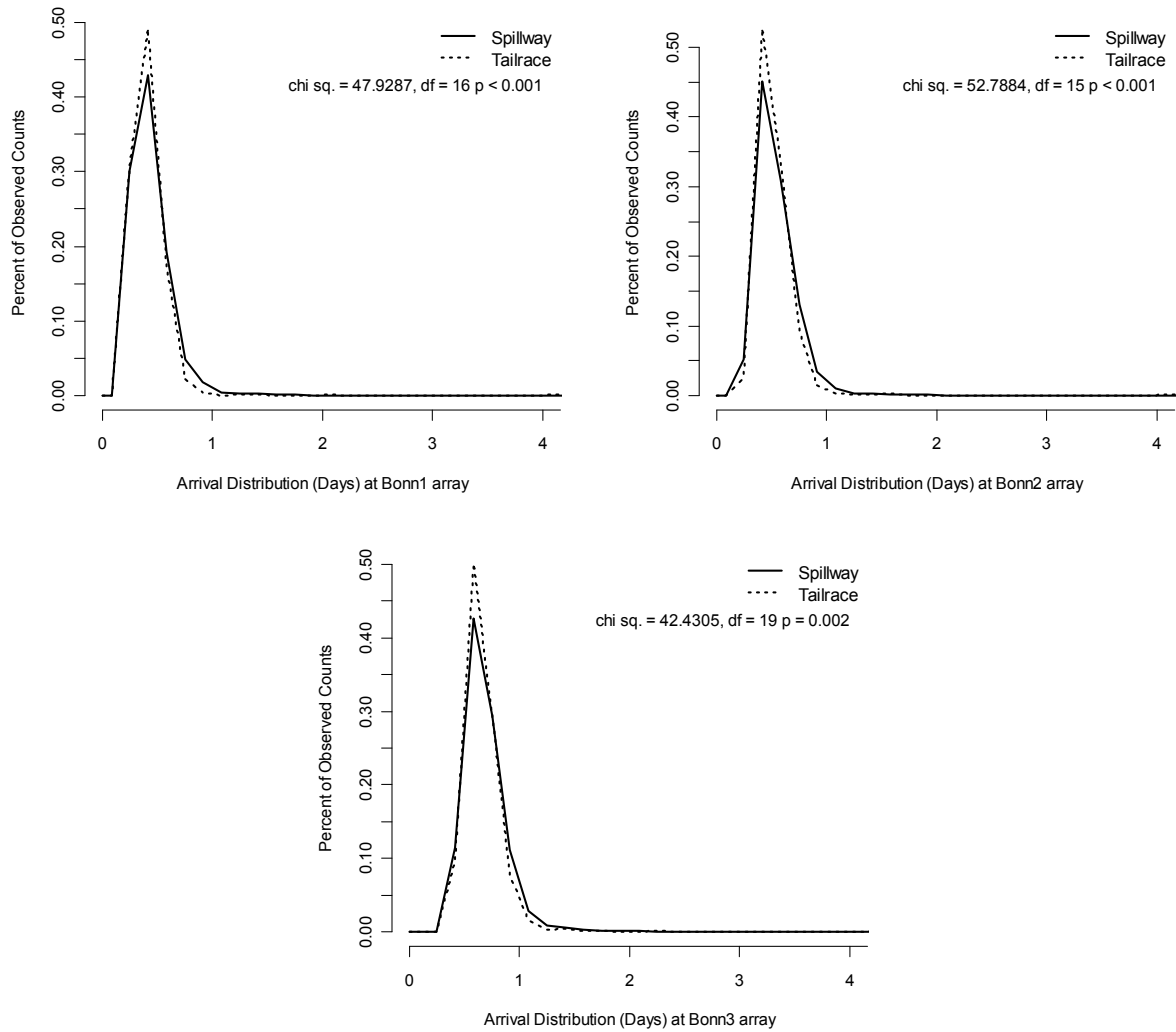 Spillway
Tailrace
chi sq. = 47.9287, df = 16 p < 0.001
Percent of Observed Counts
0.50
0.40
0.30
0.20
0.10
0.00
0 1 2 3 4
Arrival Distribution (Days) at Bonn1 array
Spillway
Tailrace
chi sq. = 52.7884, df = 15 p < 0.001
Percent of Observed Counts
0.50
0.40
0.30
0.20
0.10
0.00
0 1 2 3 4
Arrival Distribution (Days) at Bonn2 array
Spillway
Tailrace
chi sq. = 42.4305, df = 19 p = 0.002
Percent of Observed Counts
0.50
0.40
0.30
0.20
0.10
0.00
0 1 2 3 4
Arrival Distribution (Days) at Bonn3 array